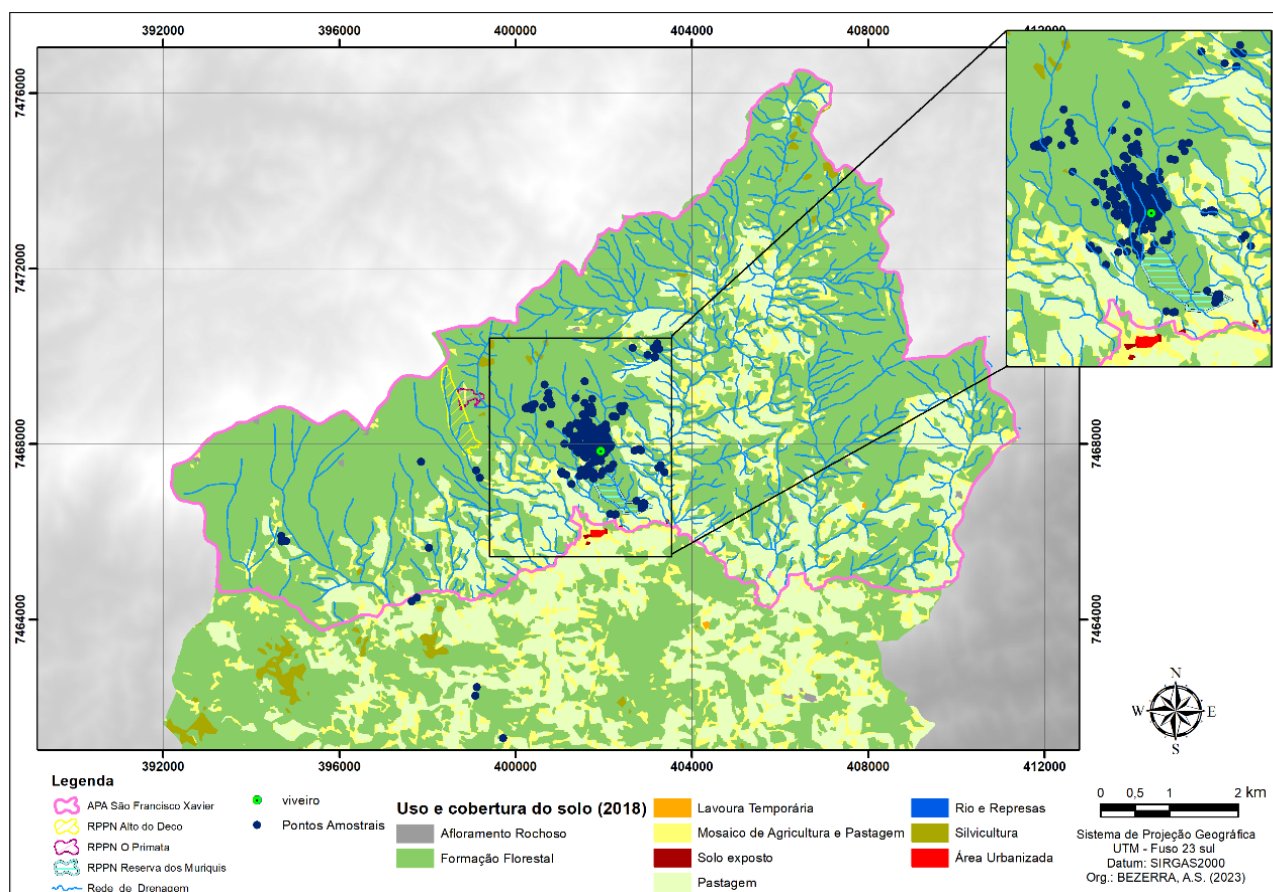 392000 396000 400000 404000 408000 412000
7476000
7472000
7468000 7468000
7464000 7464000
392000 396000 400000 404000 408000 412000
N
W E
S
Legenda
APA São Francisco Xavier
RPPN Alto do Deco
RPPN O Primata
RPPN Reserva dos Muriquis
Rede de Drenagem
viveiro
Pontos Amostrais
Uso e cobertura do solo (2018)
Afloramento Rochoso
Formação Florestal
Lavoura Temporária
Mosaico de Agricultura e Pastagem
Solo exposto
Pastagem
Rio e Represas
Silvicultura
Área Urbanizada
0 0,5 1 2 km
Sistema de Projeção Geográfica
UTM - Fuso 23 sul
Datum: SIRGAS2000
Org.: BEZERRA, A.S. (2023)